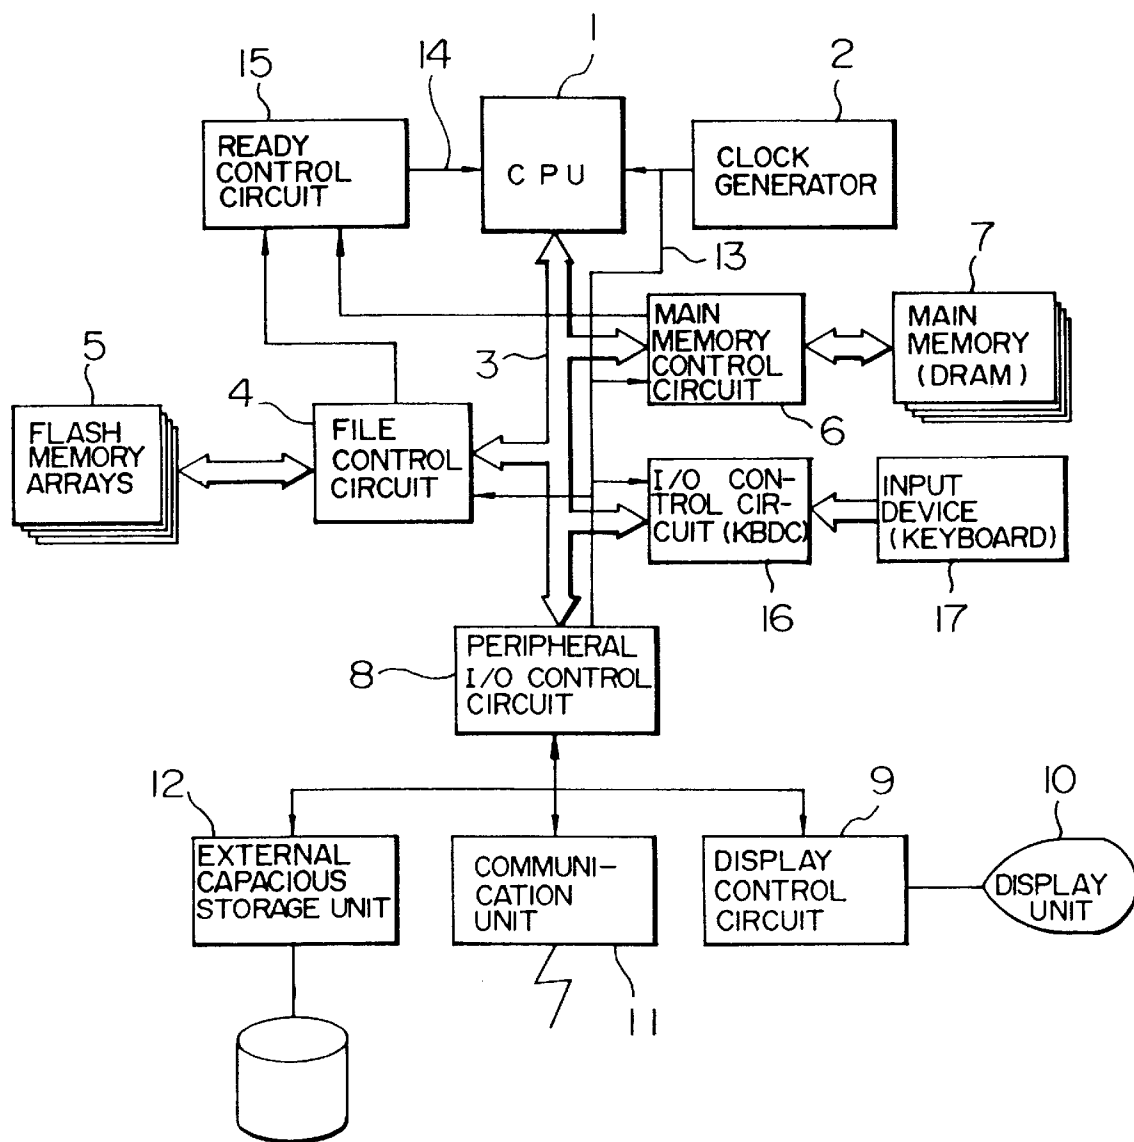 1
15
14
2
READY
CONTROL
CIRCUIT
CPU
CLOCK
GENERATOR
13
7
3
MAIN
MEMORY
CONTROL
CIRCUIT
MAIN
MEMORY
(DRAM)
5
4
6
FLASH
MEMORY
ARRAYS
FILE
CONTROL
CIRCUIT
I/O CON-
TROL CIR-
CUIT (KBDC)
INPUT
DEVICE
(KEYBOARD)
16
17
8
PERIPHERAL
I/O CONTROL
CIRCUIT
12
9
10
EXTERNAL
CAPACIOUS
STORAGE UNIT
COMMUNI-
CATION
UNIT
DISPLAY
CONTROL
CIRCUIT
DISPLAY
UNIT
11